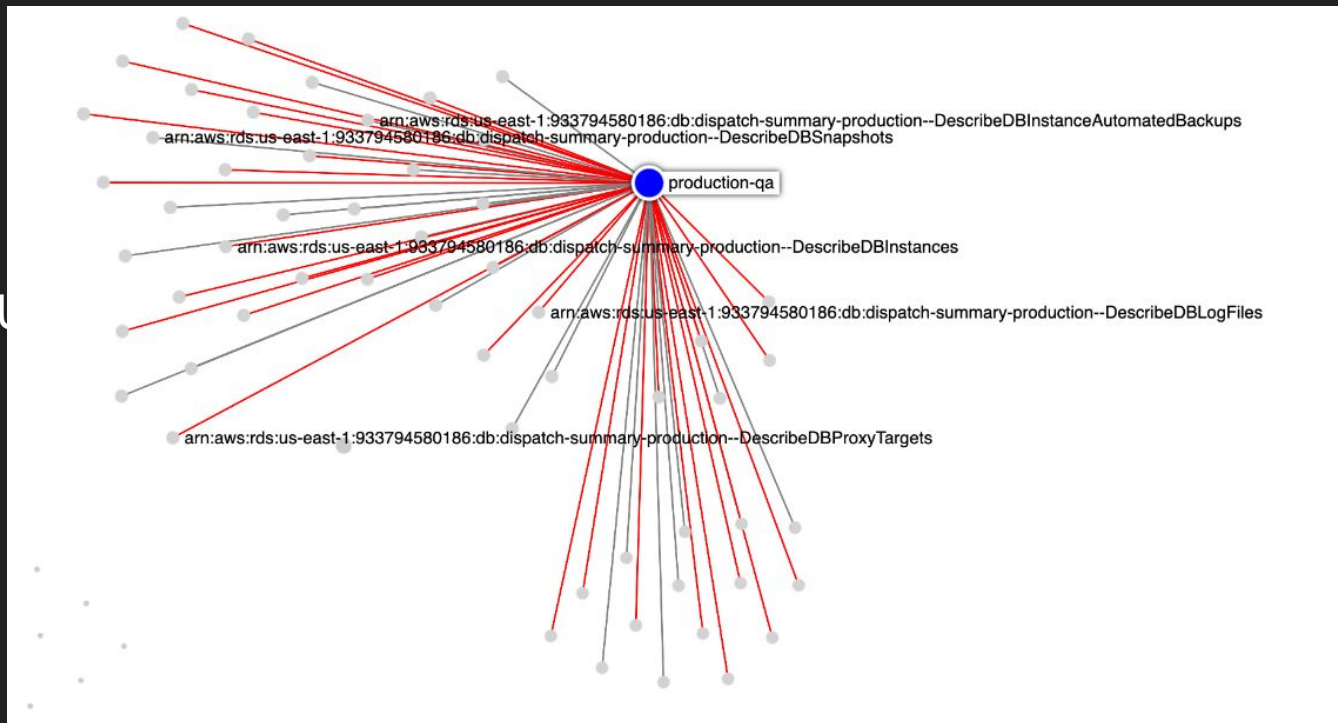 arn:aws:rds:us-east-1:933794580186:db:dispatch-summary-production--DescribeDBInstanceAutomatedBackups
arn:aws:rds:us-east-1:933794580186:db:dispatch-summary-production--DescribeDBSnapshots
production-qa
arn:aws:rds:us-east-1:933794580186:db:dispatch-summary-production--DescribeDBInstances
arn:aws:rds:us-east-1:933794580186:db:dispatch-summary-production--DescribeDBLogFiles
arn:aws:rds:us-east-1:933794580186:db:dispatch-summary-production--DescribeDBProxyTargets